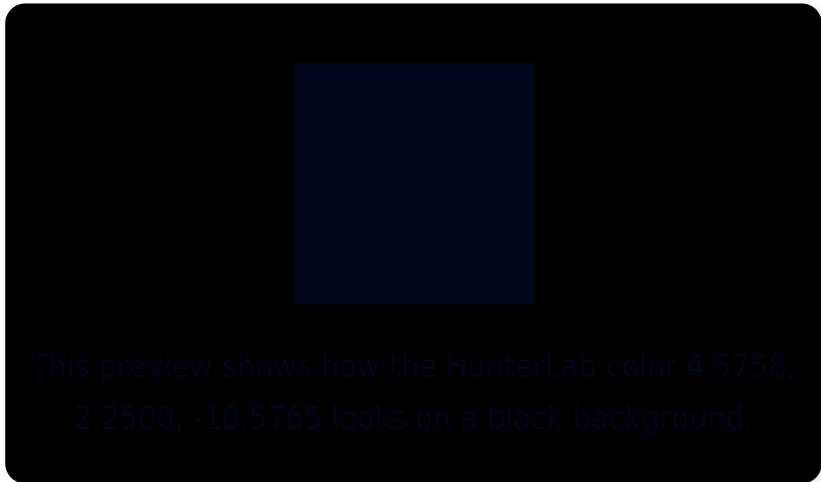 This preview shows how the HunterLab color 4.5758,
2.2500, -10.5765 looks on a black background.